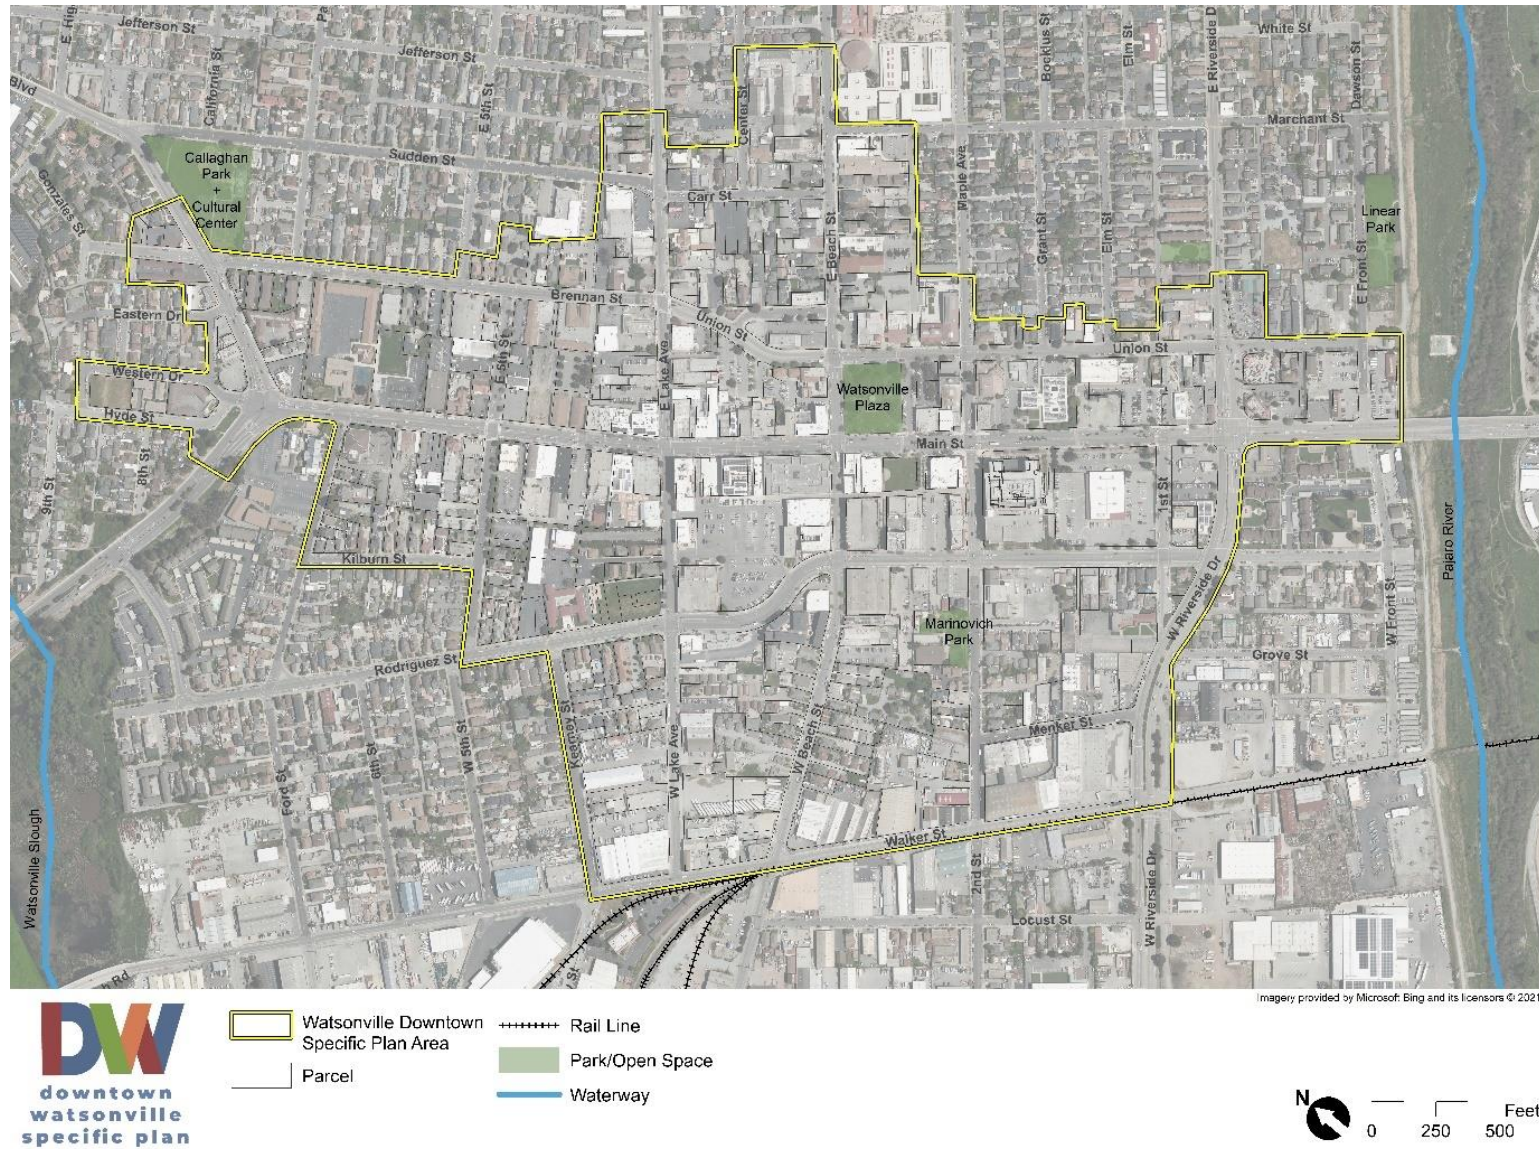 Jefferson St
Jefferson St
E High
Blvd
California St
Pa
E 5th St
Sudden St
Center St
Carr St
E Beach St
Maple Ave
Bockius St
Elm St
E Riverside D
White St
Dawson St
Marchant St
Callaghan
Park
+
Cultural
Center
Gonzales St
Grant St
Elm St
Linear
Park
E Front St
Eastern Dr
Brennan St
Union St
Union St
E 5th St
E Lake Ave
Western Dr
Hyde St
Watsonville
Plaza
Main St
9th St
8th St
1st St
Kilburn St
W Riverside Dr
Pajaro River
W Front St
Marinovich
Park
Grove St
Rodriguez St
Kearney St
W Lake Ave
W Beach St
Menker St
6th St
W 5th St
Ford St
Watsonville Slough
Walker St
2nd St
W Riverside Dr
Locust St
h Rd
St
Imagery provided by Microsoft Bing and its licensors © 2021
DW
downtown
watsonville
specific plan
Watsonville Downtown
Specific Plan Area
Parcel
Rail Line
Park/Open Space
Waterway
N
0 250 500
Feet